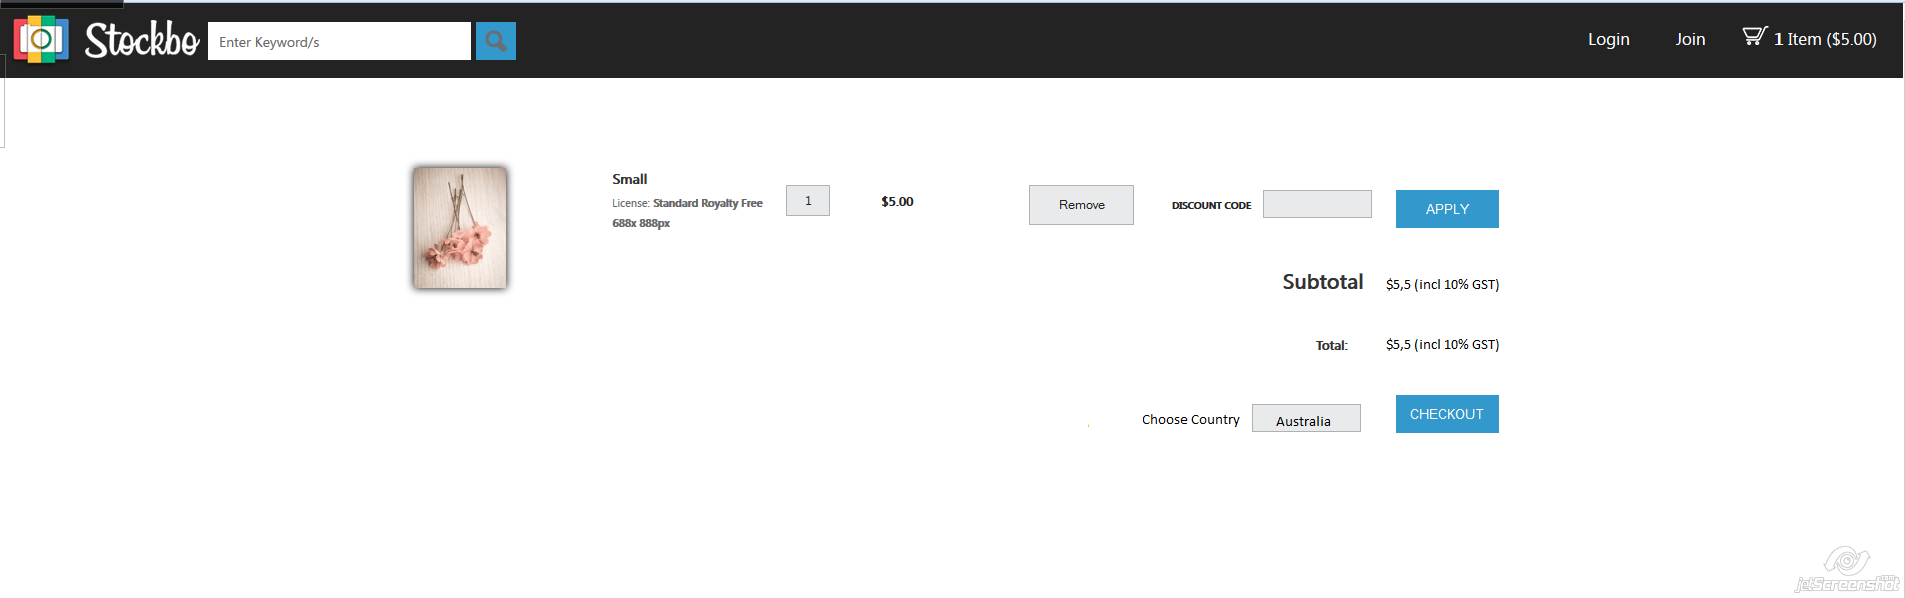 Stockbo
Enter Keyword/s
Login
Join
1 Item ($5.00)
Small
License: Standard Royalty Free
688x 888px
1
$5.00
Remove
DISCOUNT CODE
APPLY
Subtotal
$5,5 (incl 10% GST)
Total:
$5,5 (incl 10% GST)
Choose Country
Australia
CHECKOUT
jetScreenshot.com